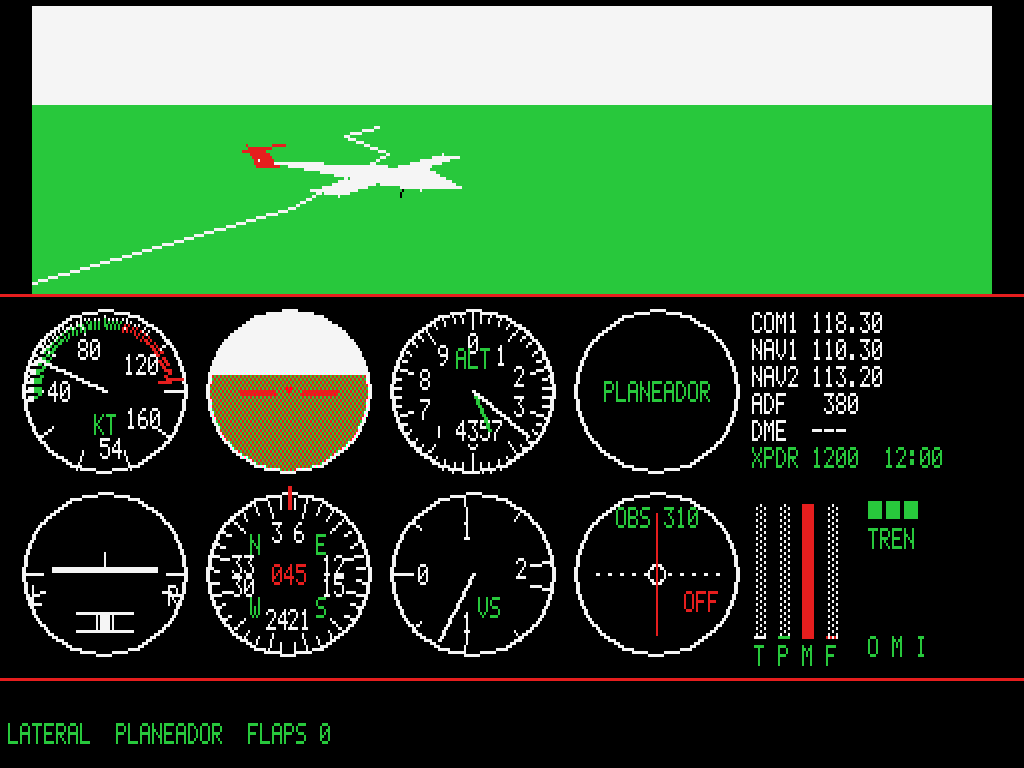 80
120
40
KT 160
54
0
9 ALT 1
8 2
7 3
4357
PLANEADOR
COM1 118.30
NAV1 110.30
NAV2 113.20
ADF 380
DME ---
XPDR 1200 12:00
L R
3 6
N E
33 12
30 045 15
W S
2421
1
0 2
VS
1
OBS 310
OFF
TREN
T P M F
O M I
LATERAL PLANEADOR FLAPS 0